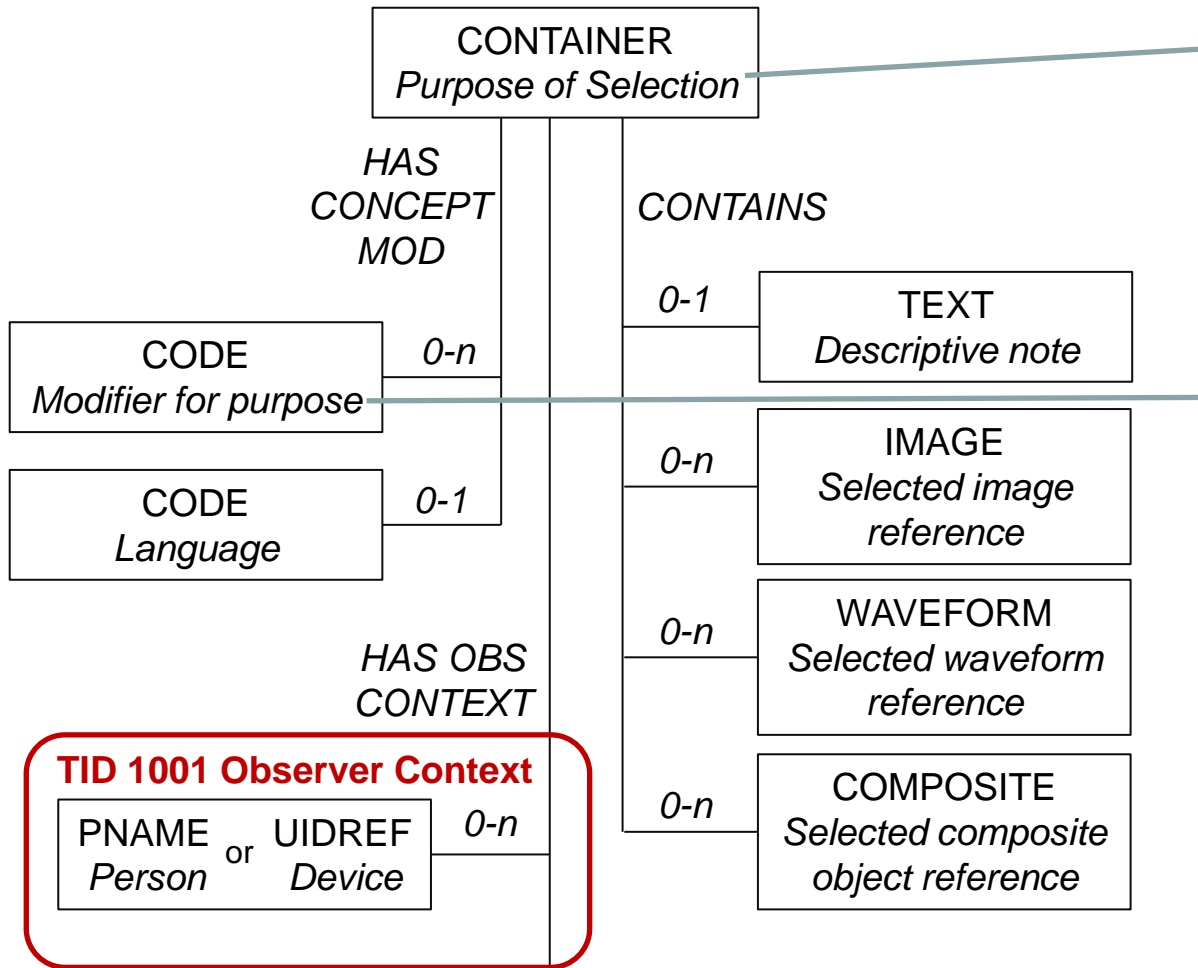 CONTAINER
Purpose of Selection
HAS
CONCEPT
MOD
CONTAINS
0-1
TEXT
Descriptive note
CODE
Modifier for purpose
0-n
IMAGE
Selected image
reference
0-n
CODE
Language
0-1
WAVEFORM
Selected waveform
reference
0-n
HAS OBS
CONTEXT
TID 1001 Observer Context
PNAME or UIDREF
Person Device
0-n
COMPOSITE
Selected composite
object reference
0-n